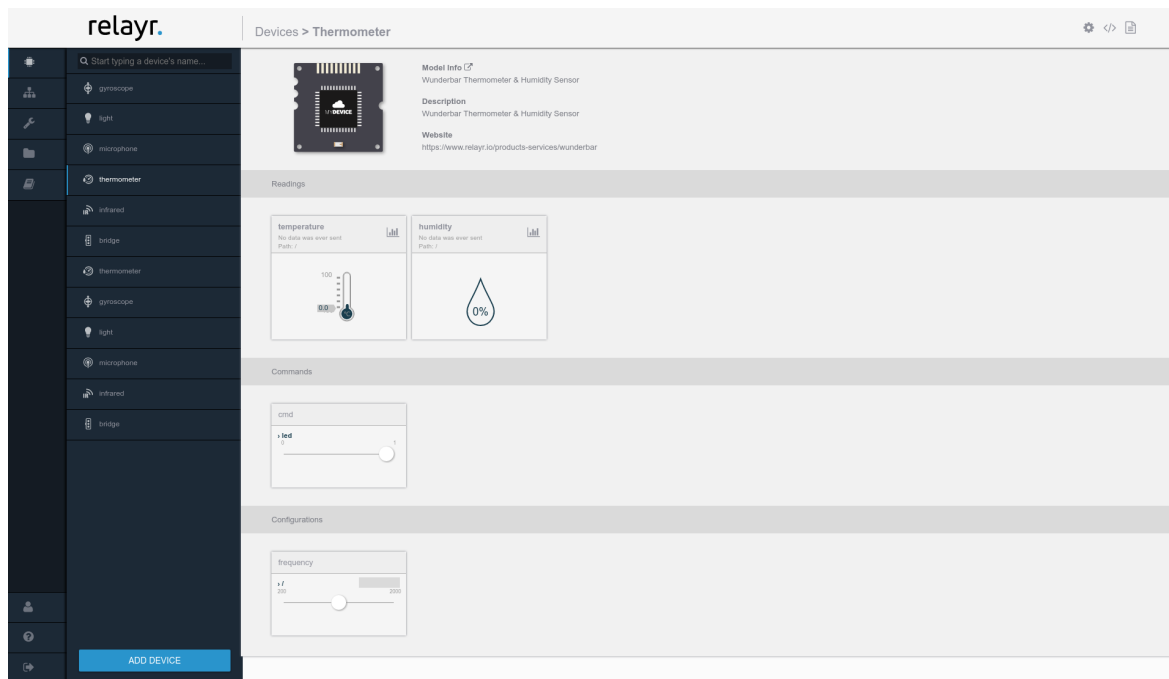 relayr.
Devices > Thermometer
Start typing a device's name...
gyroscope
light
microphone
thermometer
infrared
bridge
thermometer
gyroscope
light
microphone
infrared
bridge
ADD DEVICE
MYDEVICE
Model Info
Wunderbar Thermometer & Humidity Sensor
Description
Wunderbar Thermometer & Humidity Sensor
Website
https://www.relayr.io/products-services/wunderbar
Readings
temperature
No data was ever sent
Path: /
100
0.0
humidity
No data was ever sent
Path: /
0%
Commands
cmd
› led
0 1
Configurations
frequency
› /
200 2000